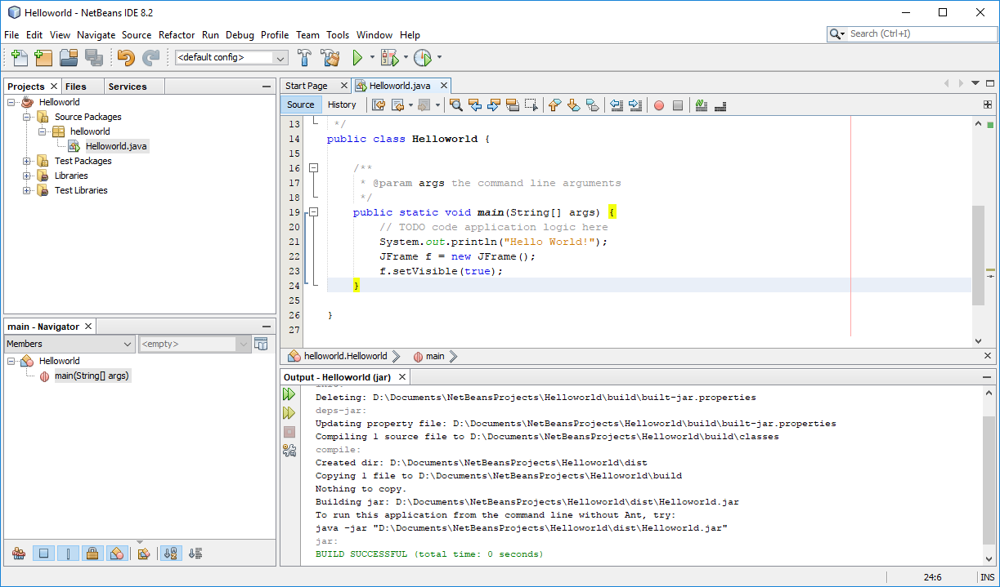 Helloworld - NetBeans IDE 8.2
File Edit View Navigate Source Refactor Run Debug Profile Team Tools Window Help
Search (Ctrl+I)
<default config>
Projects Files Services
Helloworld
Source Packages
helloworld
Helloworld.java
Test Packages
Libraries
Test Libraries
main - Navigator
Members <empty>
Helloworld
main(String[] args)
Start Page Helloworld.java
Source History
13 */
14 public class Helloworld {
15
16 /**
17 * @param args the command line arguments
18 */
19 public static void main(String[] args) {
20 // TODO code application logic here
21 System.out.println("Hello World!");
22 JFrame f = new JFrame();
23 f.setVisible(true);
24 }
25
26 }
27
helloworld.Helloworld main
Output - Helloworld (jar)
Deleting: D:\Documents\NetBeansProjects\Helloworld\build\built-jar.properties
deps-jar:
Updating property file: D:\Documents\NetBeansProjects\Helloworld\build\built-jar.properties
Compiling 1 source file to D:\Documents\NetBeansProjects\Helloworld\build\classes
compile:
Created dir: D:\Documents\NetBeansProjects\Helloworld\dist
Copying 1 file to D:\Documents\NetBeansProjects\Helloworld\build
Nothing to copy.
Building jar: D:\Documents\NetBeansProjects\Helloworld\dist\Helloworld.jar
To run this application from the command line without Ant, try:
java -jar "D:\Documents\NetBeansProjects\Helloworld\dist\Helloworld.jar"
jar:
BUILD SUCCESSFUL (total time: 0 seconds)
24:6 INS